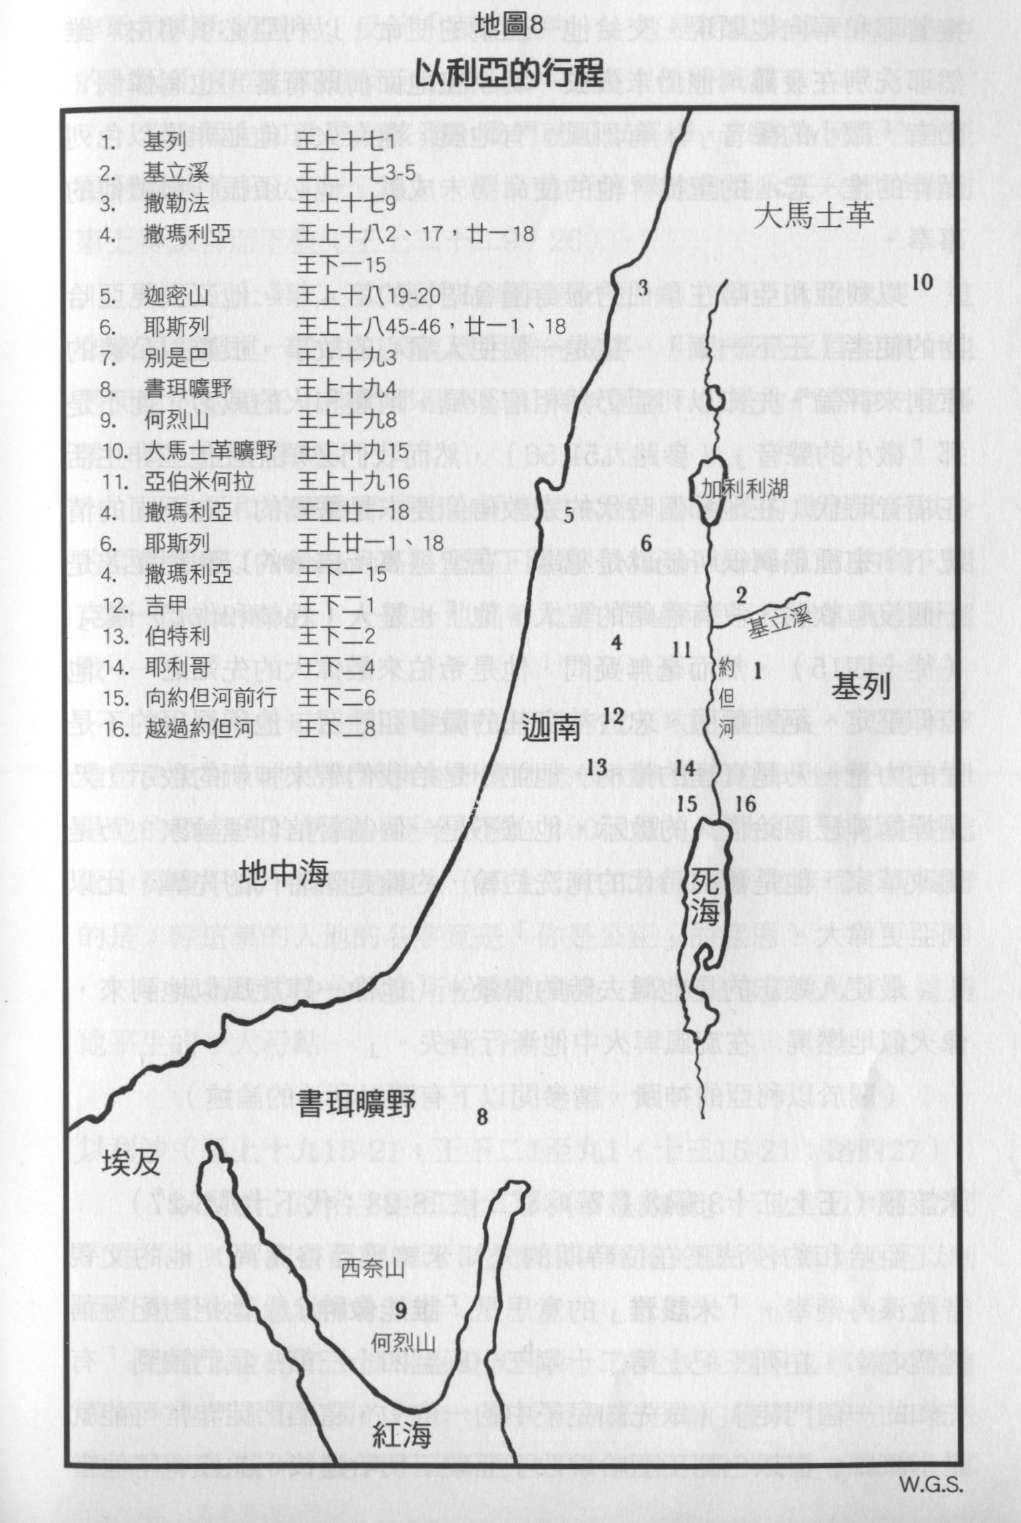 地圖8
以利亞的行程
1. 基列 王上十七1
2. 基立溪 王上十七3-5
3. 撒勒法 王上十七9
4. 撒瑪利亞 王上十八2、17，廿一18
王下一15
5. 迦密山 王上十八19-20
6. 耶斯列 王上十八45-46，廿一1、18
7. 別是巴 王上十九3
8. 書珥曠野 王上十九4
9. 何烈山 王上十九8
10. 大馬士革曠野 王上十九15
11. 亞伯米何拉 王上十九16
4. 撒瑪利亞 王上廿一18
6. 耶斯列 王上廿一1、18
4. 撒瑪利亞 王下一15
12. 吉甲 王下二1
13. 伯特利 王下二2
14. 耶利哥 王下二4
15. 向約但河前行 王下二6
16. 越過約但河 王下二8
大馬士革
3
10
加利利湖
5
6
2
基立溪
4
11
約但河
1
基列
12
迦南
13
14
15
16
地中海
死海
書珥曠野
8
埃及
西奈山
9
何烈山
紅海
W.G.S.